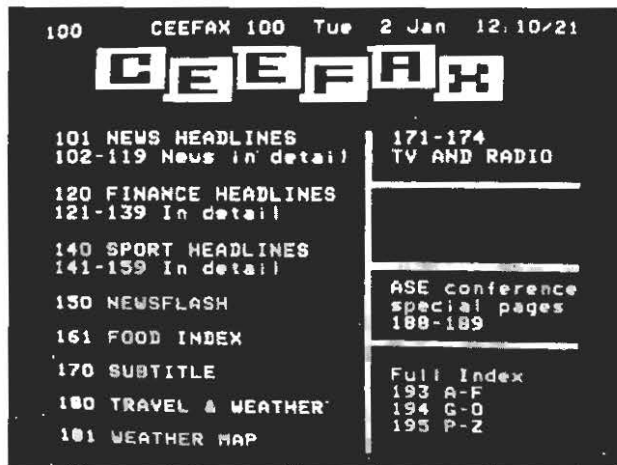 100 CEEFAX 100 Tue 2 Jan 12:10/21
CEEFAX
101 NEWS HEADLINES
102-119 News in detail
120 FINANCE HEADLINES
121-139 In detail
140 SPORT HEADLINES
141-159 In detail
150 NEWSFLASH
161 FOOD INDEX
170 SUBTITLE
180 TRAVEL & WEATHER
181 WEATHER MAP
171-174
TV AND RADIO
ASE conference
special pages
188-189
Full Index
193 A-F
194 G-O
195 P-Z